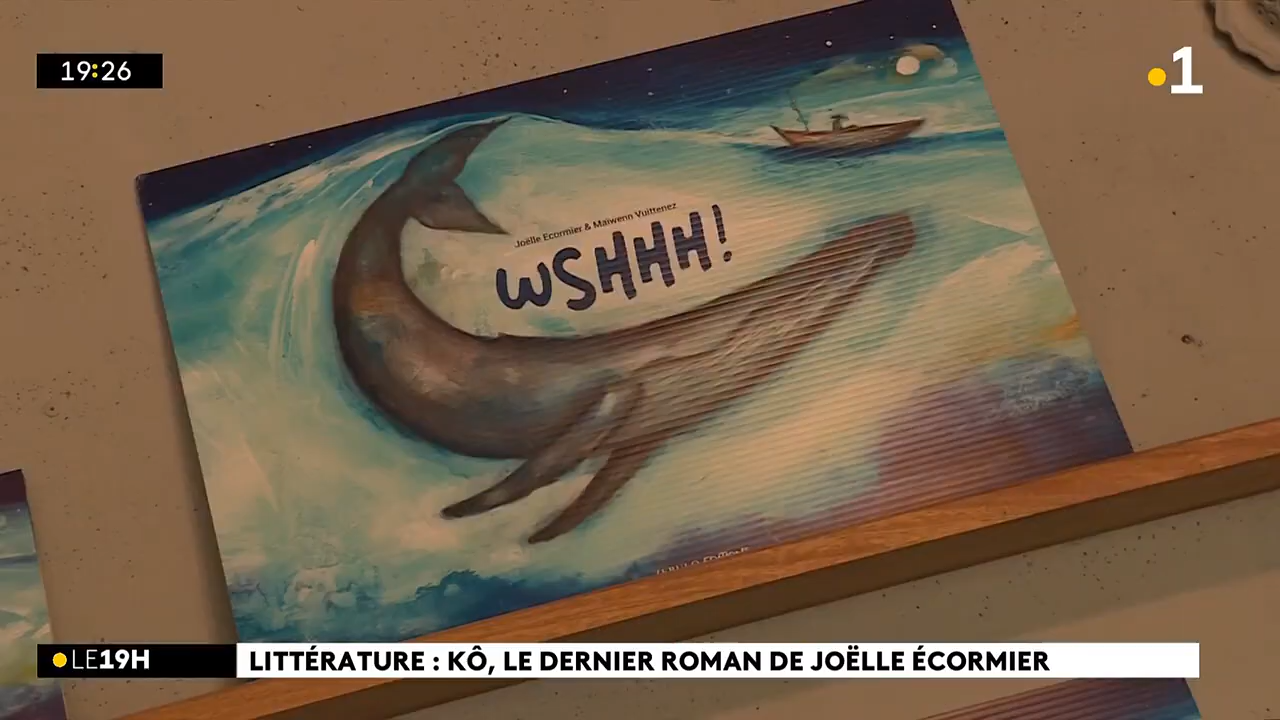 19:26
1
Joëlle Ecormier & Maïwenn Vuittenez
WSHHH!
LE19H
LITTÉRATURE : KÔ, LE DERNIER ROMAN DE JOËLLE ÉCORMIER